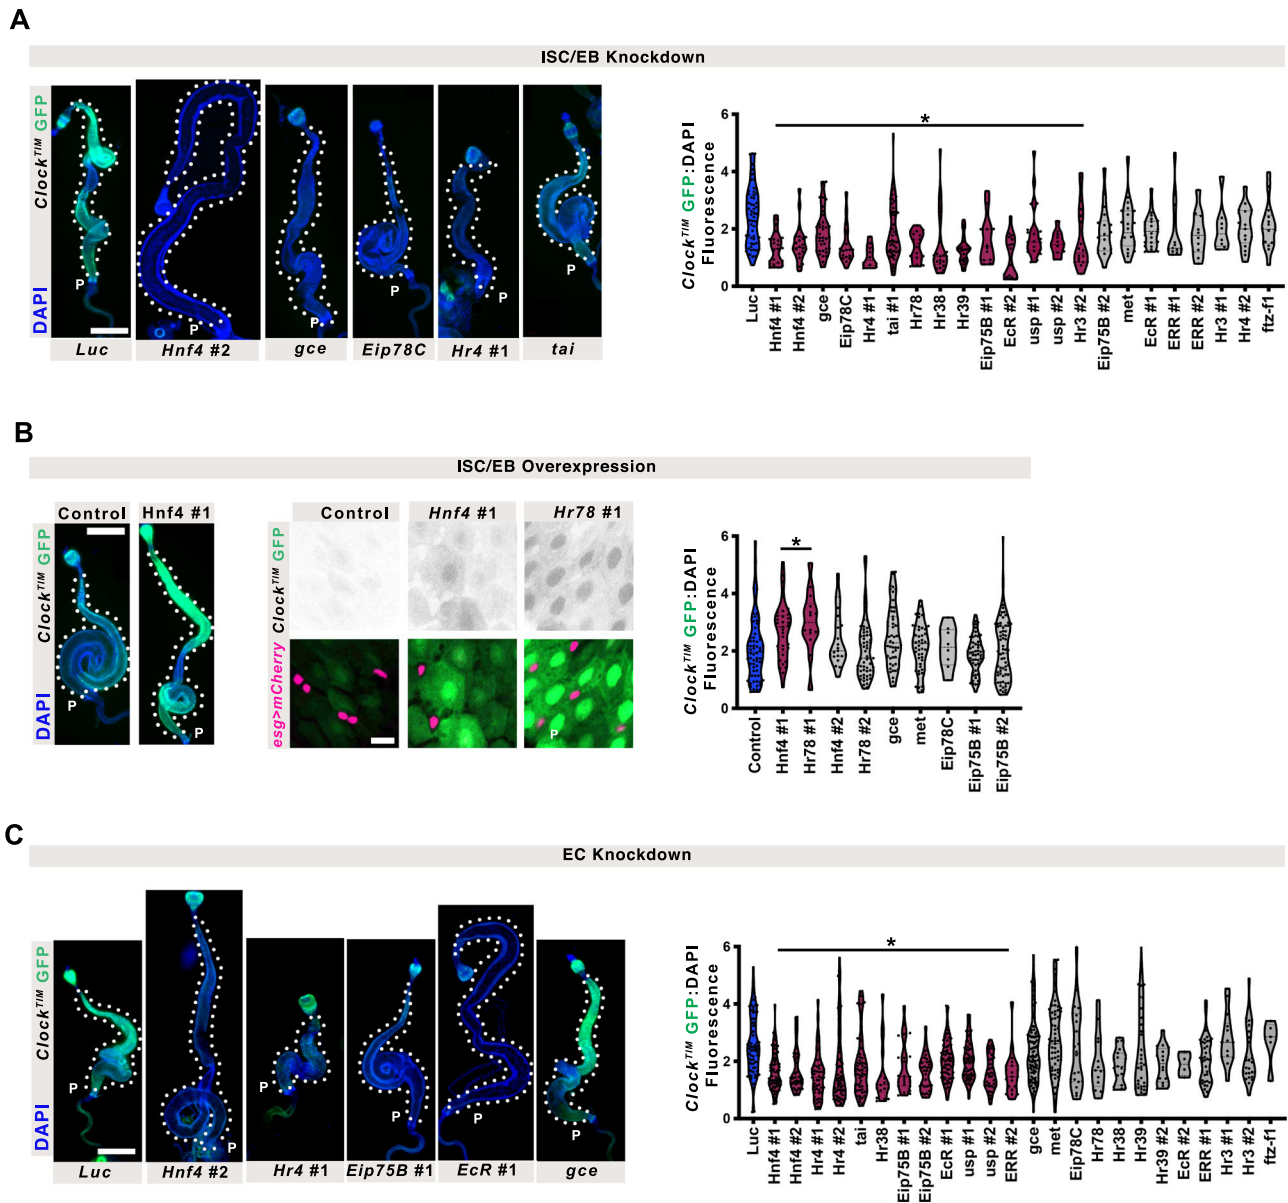 A
ISC/EB Knockdown
DAPI Clock^TIM GFP
P
P
P
P
P
P
Luc
Hnf4 #2
gce
Eip78C
Hr4 #1
tai
Clock^TIM GFP:DAPI
Fluorescence
6
4
2
0
*
Luc
Hnf4 #1
Hnf4 #2
gce
Eip78C
Hr4 #1
tai #1
Hr78
Hr38
Hr39
Eip75B #1
EcR #2
usp #1
usp #2
Hr3 #2
Eip75B #2
met
EcR #1
ERR #1
ERR #2
Hr3 #1
Hr4 #2
ftz-f1
B
ISC/EB Overexpression
Control
Hnf4 #1
DAPI Clock^TIM GFP
P
P
Control
Hnf4 #1
Hr78 #1
esg>mCherry Clock^TIM GFP
P
Clock^TIM GFP:DAPI
Fluorescence
6
4
2
0
*
Control
Hnf4 #1
Hr78 #1
Hnf4 #2
Hr78 #2
gce
met
Eip78C
Eip75B #1
Eip75B #2
C
EC Knockdown
DAPI Clock^TIM GFP
P
P
P
P
P
P
Luc
Hnf4 #2
Hr4 #1
Eip75B #1
EcR #1
gce
Clock^TIM GFP:DAPI
Fluorescence
6
4
2
0
*
Luc
Hnf4 #1
Hnf4 #2
Hr4 #1
Hr4 #2
tai
Hr38
Eip75B #1
Eip75B #2
EcR #1
usp #1
usp #2
ERR #2
gce
met
Eip78C
Hr78
Hr38
Hr39
Hr39 #2
EcR #2
ERR #1
Hr3 #1
Hr3 #2
ftz-f1